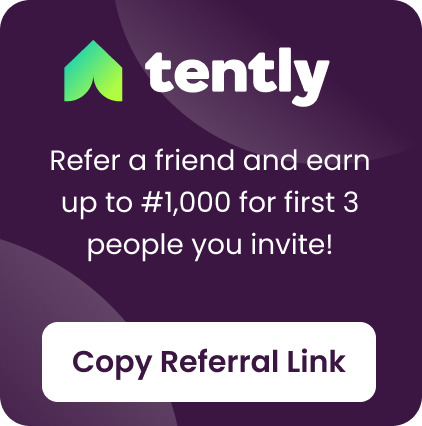 tently
Refer a friend and earn
up to #1,000 for first 3
people you invite!
Copy Referral Link